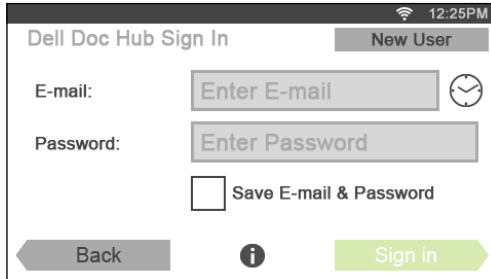 12:25PM
Dell Doc Hub Sign In
New User
E-mail:
Enter E-mail
Password:
Enter Password
Save E-mail & Password
Back
Sign in